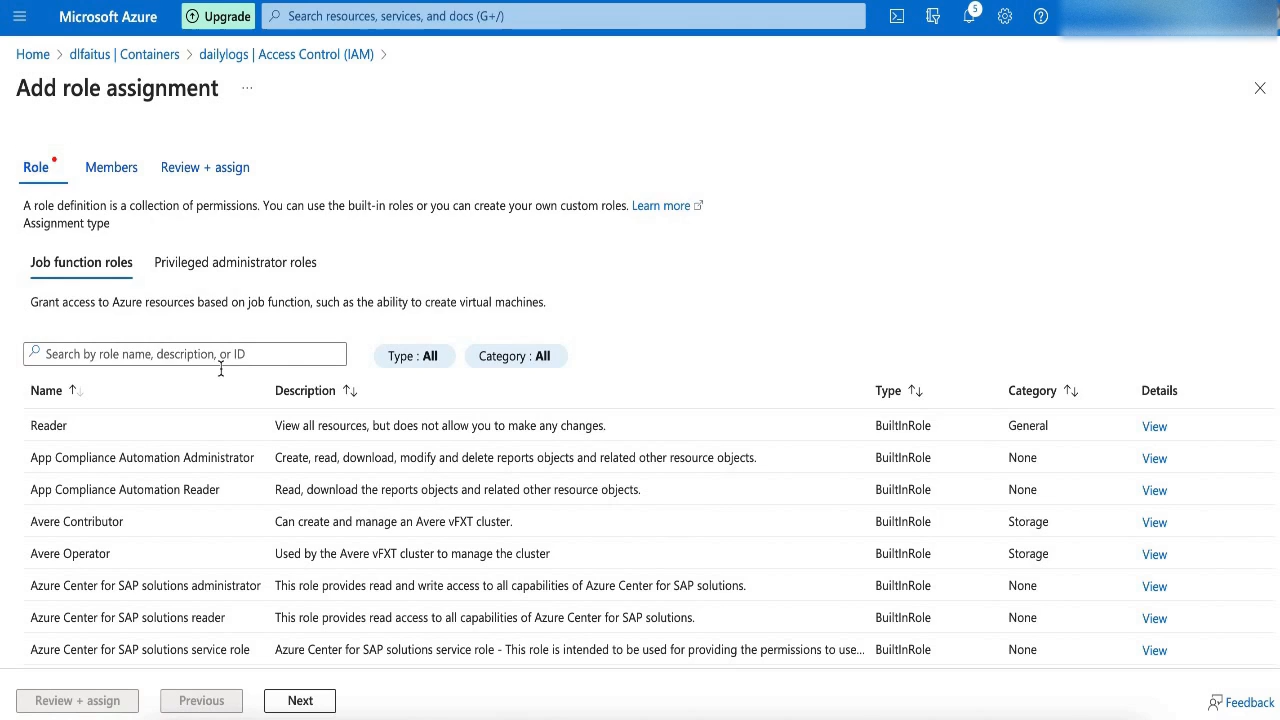 Microsoft Azure
Upgrade
Search resources, services, and docs (G+/)
5
Home > dlfaitus | Containers > dailylogs | Access Control (IAM) >
Add role assignment ...
Role Members Review + assign
A role definition is a collection of permissions. You can use the built-in roles or you can create your own custom roles. Learn more
Assignment type
Job function roles Privileged administrator roles
Grant access to Azure resources based on job function, such as the ability to create virtual machines.
Search by role name, description, or ID Type : All Category : All
Name Description Type Category Details
Reader View all resources, but does not allow you to make any changes. BuiltInRole General View
App Compliance Automation Administrator Create, read, download, modify and delete reports objects and related other resource objects. BuiltInRole None View
App Compliance Automation Reader Read, download the reports objects and related other resource objects. BuiltInRole None View
Avere Contributor Can create and manage an Avere vFXT cluster. BuiltInRole Storage View
Avere Operator Used by the Avere vFXT cluster to manage the cluster BuiltInRole Storage View
Azure Center for SAP solutions administrator This role provides read and write access to all capabilities of Azure Center for SAP solutions. BuiltInRole None View
Azure Center for SAP solutions reader This role provides read access to all capabilities of Azure Center for SAP solutions. BuiltInRole None View
Azure Center for SAP solutions service role Azure Center for SAP solutions service role - This role is intended to be used for providing the permissions to use... BuiltInRole None View
Review + assign Previous Next Feedback